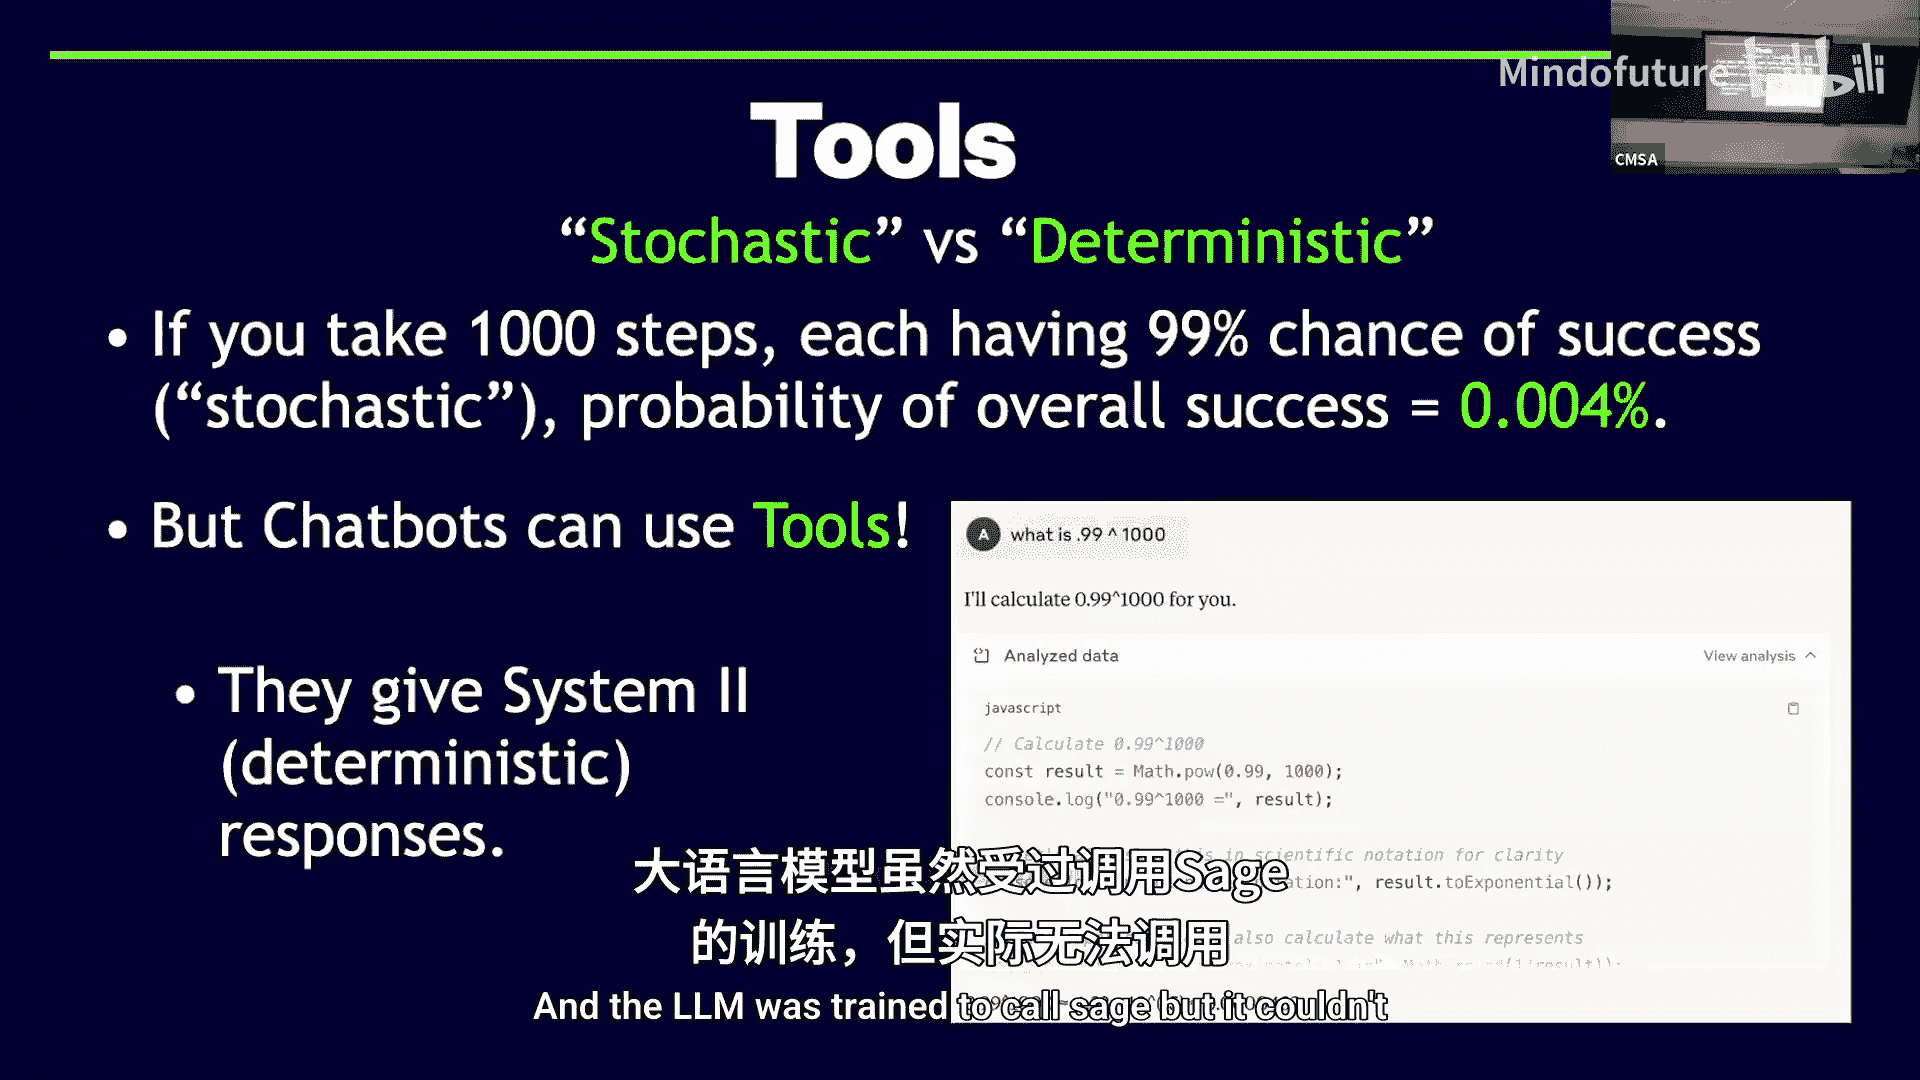 Mindofuture bilibili
CMSA
Tools
“Stochastic” vs “Deterministic”
• If you take 1000 steps, each having 99% chance of success
(“stochastic”), probability of overall success = 0.004%.
• But Chatbots can use Tools!
• They give System II
(deterministic)
responses.
A what is .99 ^ 1000
I'll calculate 0.99^1000 for you.
Analyzed data
View analysis
javascript
// Calculate 0.99^1000
const result = Math.pow(0.99, 1000);
console.log("0.99^1000 =", result);
in scientific notation for clarity
ation:", result.toExponential());
also calculate what this represents
大语言模型虽然受过调用Sage
的训练，但实际无法调用
And the LLM was trained to call sage but it couldn't